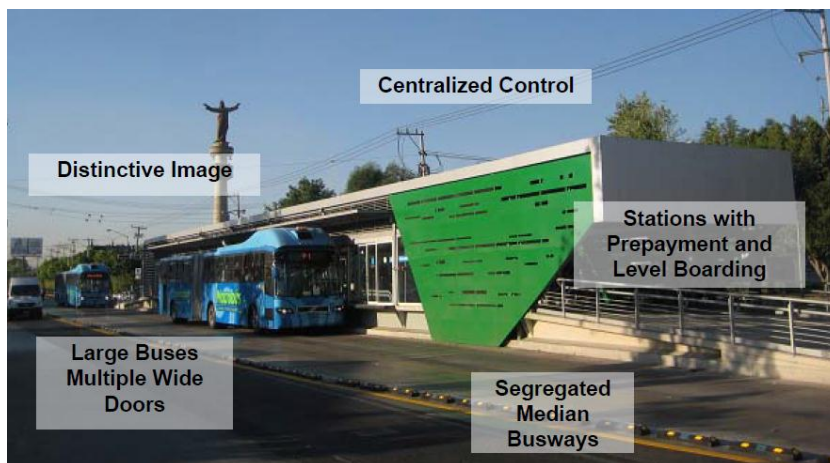 Centralized Control
Distinctive Image
Stations with
Prepayment and
Level Boarding
Large Buses
Multiple Wide
Doors
Segregated
Median
Busways